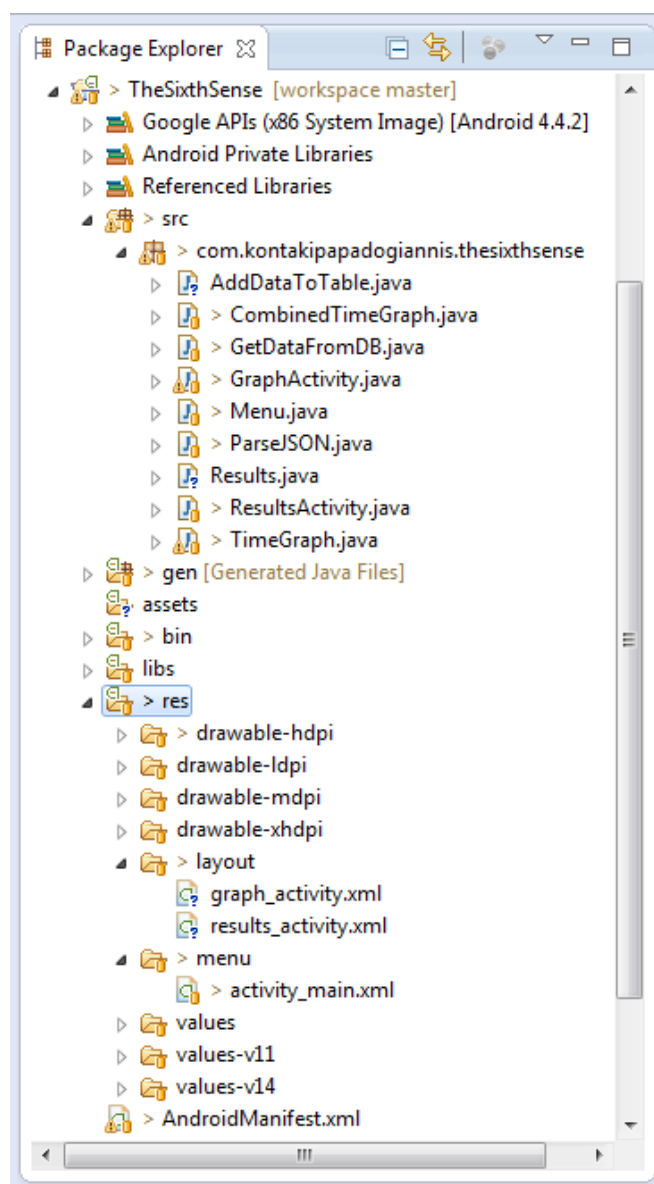 Package Explorer
> TheSixthSense [workspace master]
Google APIs (x86 System Image) [Android 4.4.2]
Android Private Libraries
Referenced Libraries
> src
> com.kontakipapadogiannis.thesixthsense
AddDataToTable.java
> CombinedTimeGraph.java
> GetDataFromDB.java
> GraphActivity.java
> Menu.java
> ParseJSON.java
Results.java
> ResultsActivity.java
> TimeGraph.java
> gen [Generated Java Files]
assets
> bin
libs
> res
> drawable-hdpi
drawable-ldpi
drawable-mdpi
drawable-xhdpi
> layout
graph_activity.xml
results_activity.xml
> menu
> activity_main.xml
values
values-v11
values-v14
> AndroidManifest.xml